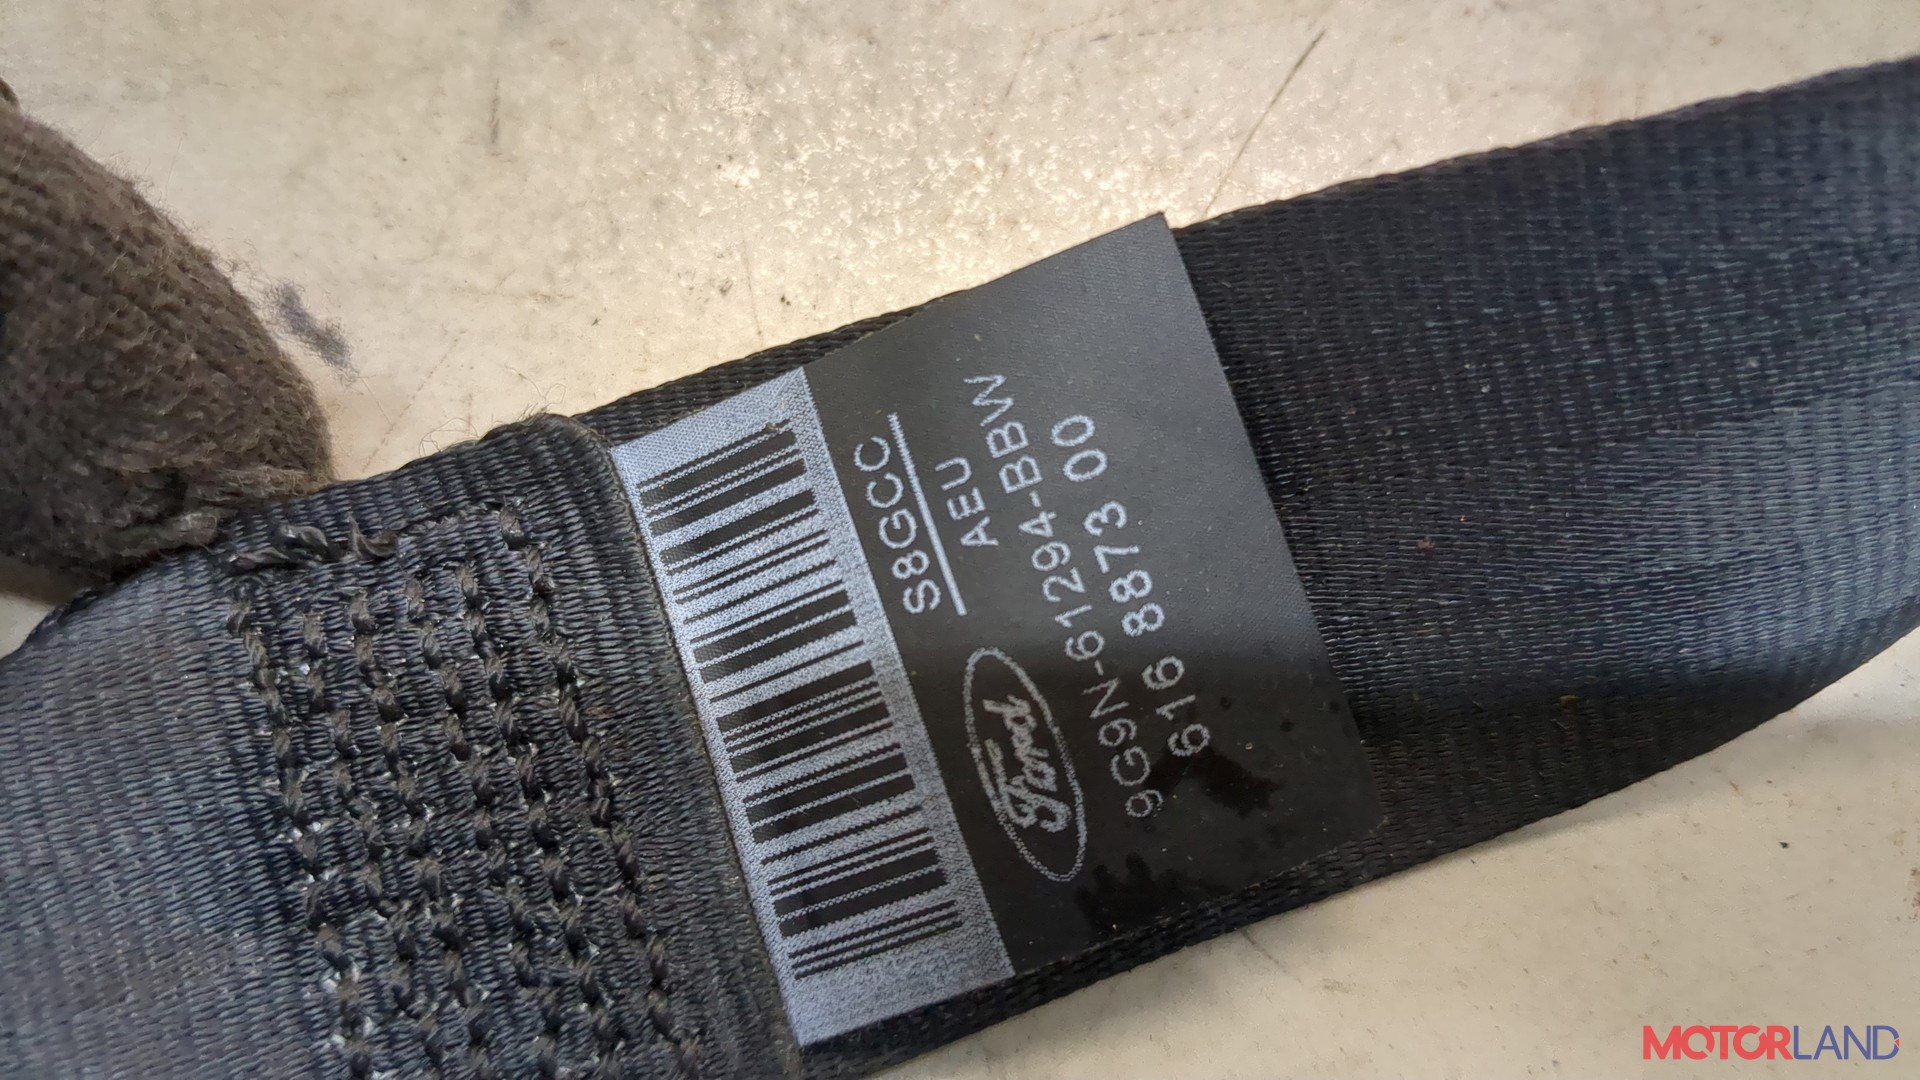 S8GCC
AEU
Ford
9G9N-61294-BBW
616 8873 00
MOTORLAND